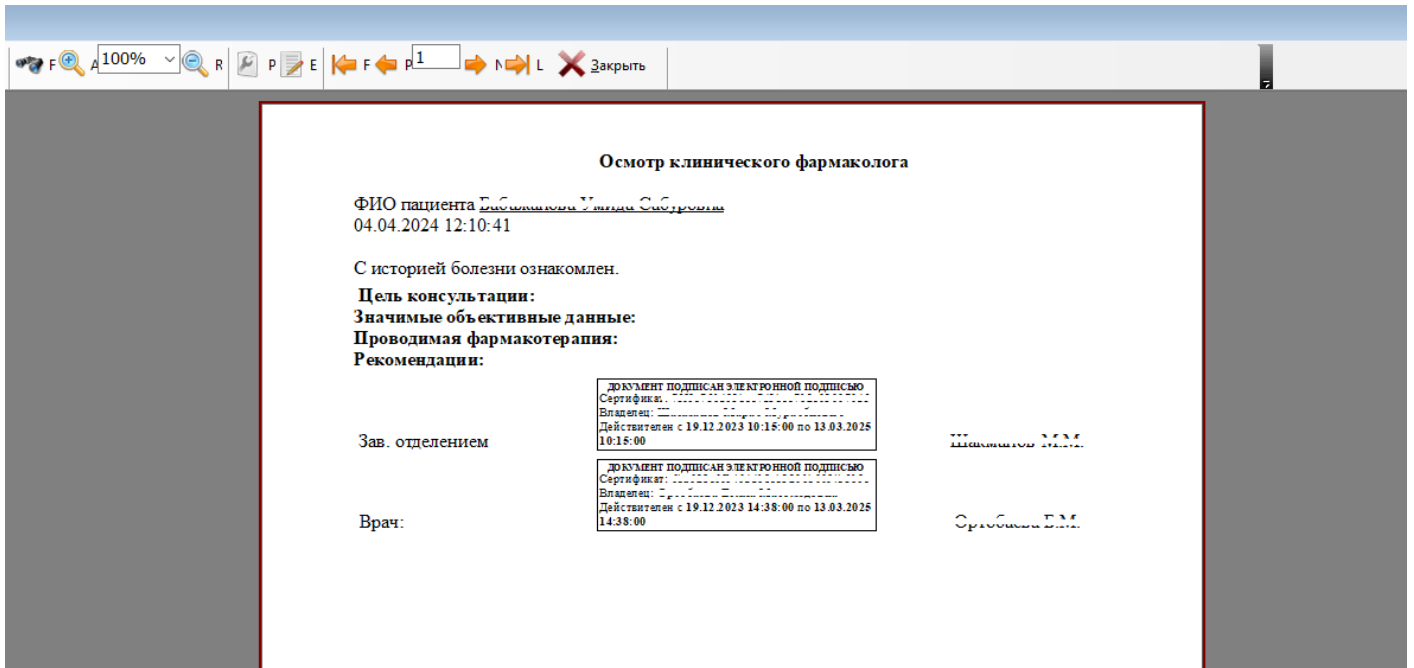 F A 100% R P E F P 1 N L Закрыть
Осмотр клинического фармаколога
ФИО пациента
04.04.2024 12:10:41
С историей болезни ознакомлен.
Цель консультации:
Значимые объективные данные:
Проводимая фармакотерапия:
Рекомендации:
ДОКУМЕНТ ПОДПИСАН ЭЛЕКТРОННОЙ ПОДПИСЬЮ
Сертификат:
Владелец:
Действителен с 19.12.2023 10:15:00 по 13.03.2025
10:15:00
Зав. отделением
ДОКУМЕНТ ПОДПИСАН ЭЛЕКТРОННОЙ ПОДПИСЬЮ
Сертификат:
Владелец:
Действителен с 19.12.2023 14:38:00 по 13.03.2025
14:38:00
Врач: